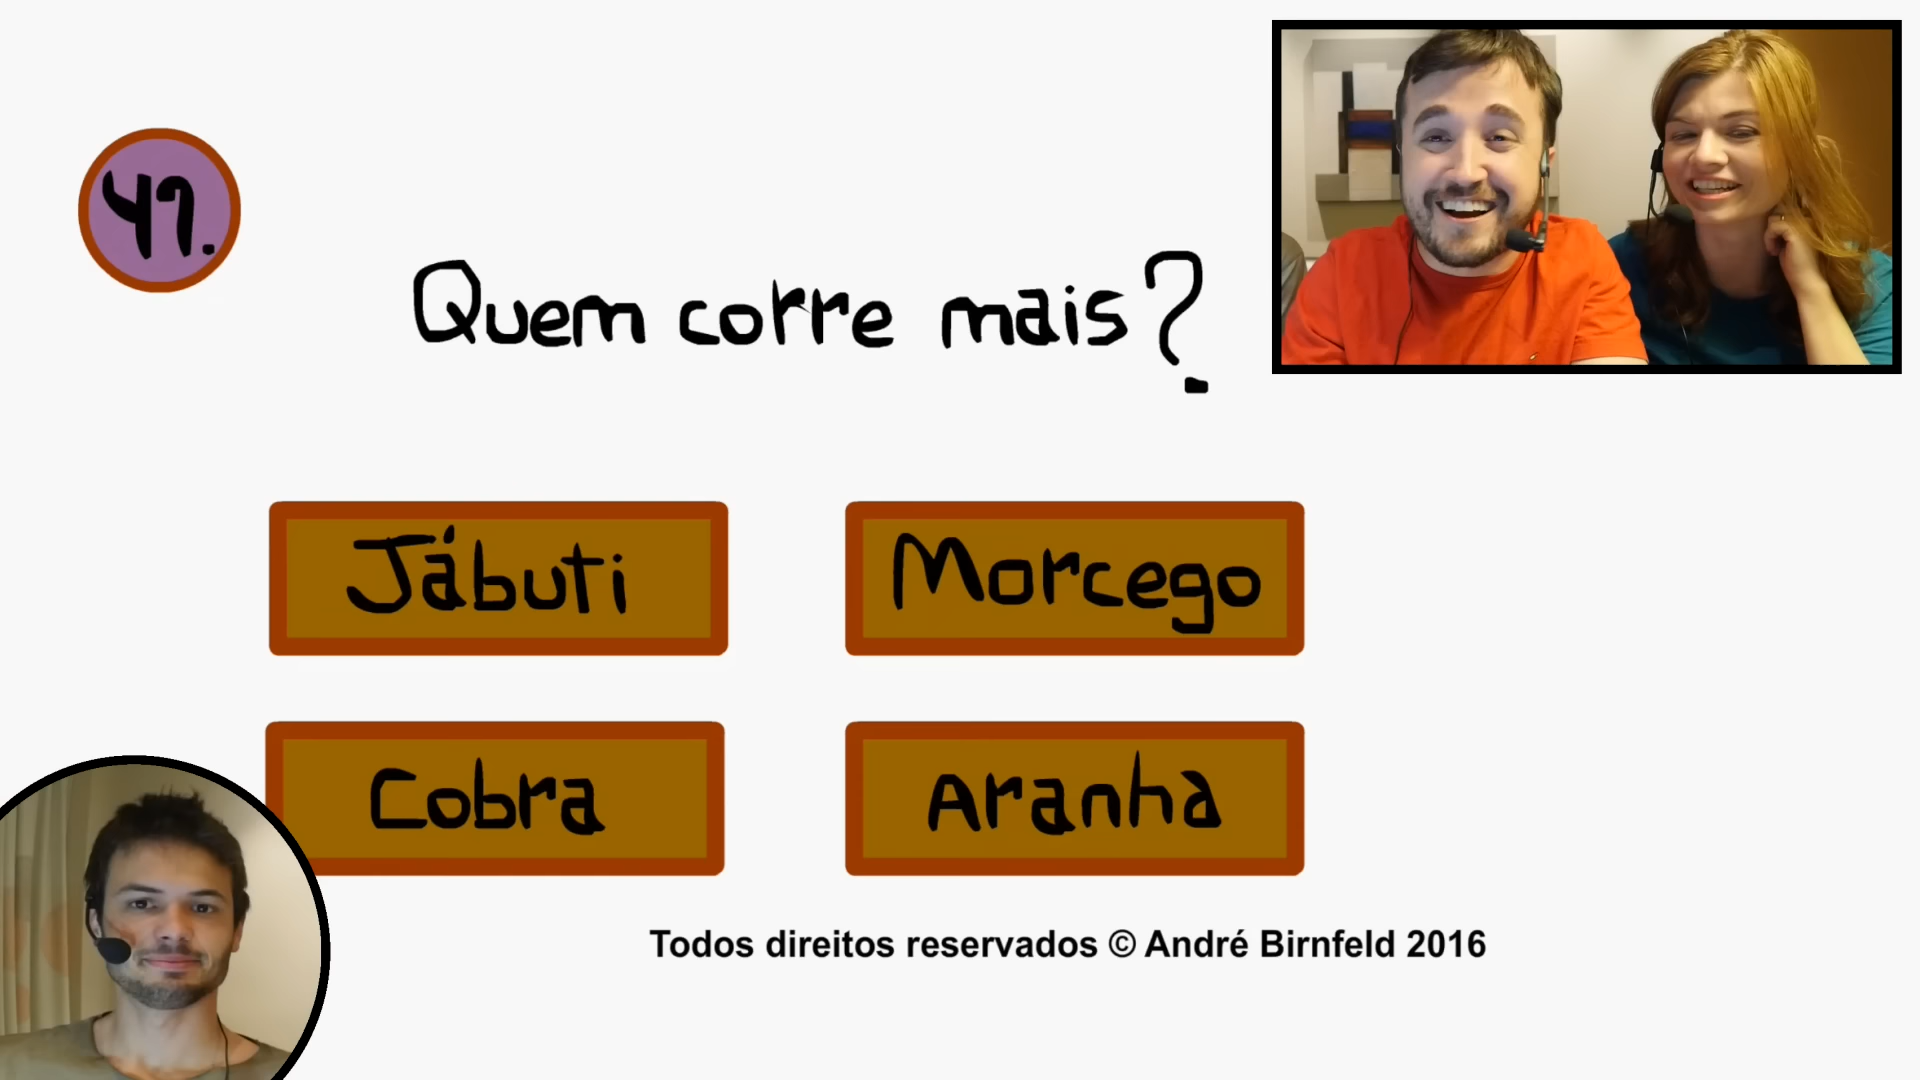 47.
Quem corre mais?
Jábuti
Morcego
Cobra
Aranha
Todos direitos reservados © André Birnfeld 2016